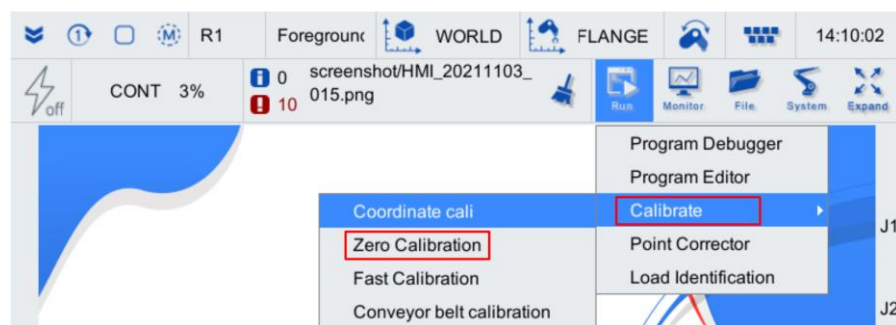 R1 Foregrounc WORLD FLANGE 14:10:02
off CONT 3% 0 screenshot/HMI_20211103_
10 015.png
Run Monitor File System Expand
Program Debugger
Program Editor
Coordinate cali Calibrate
J1
Zero Calibration Point Corrector
Fast Calibration Load Identification
Conveyor belt calibration
J2